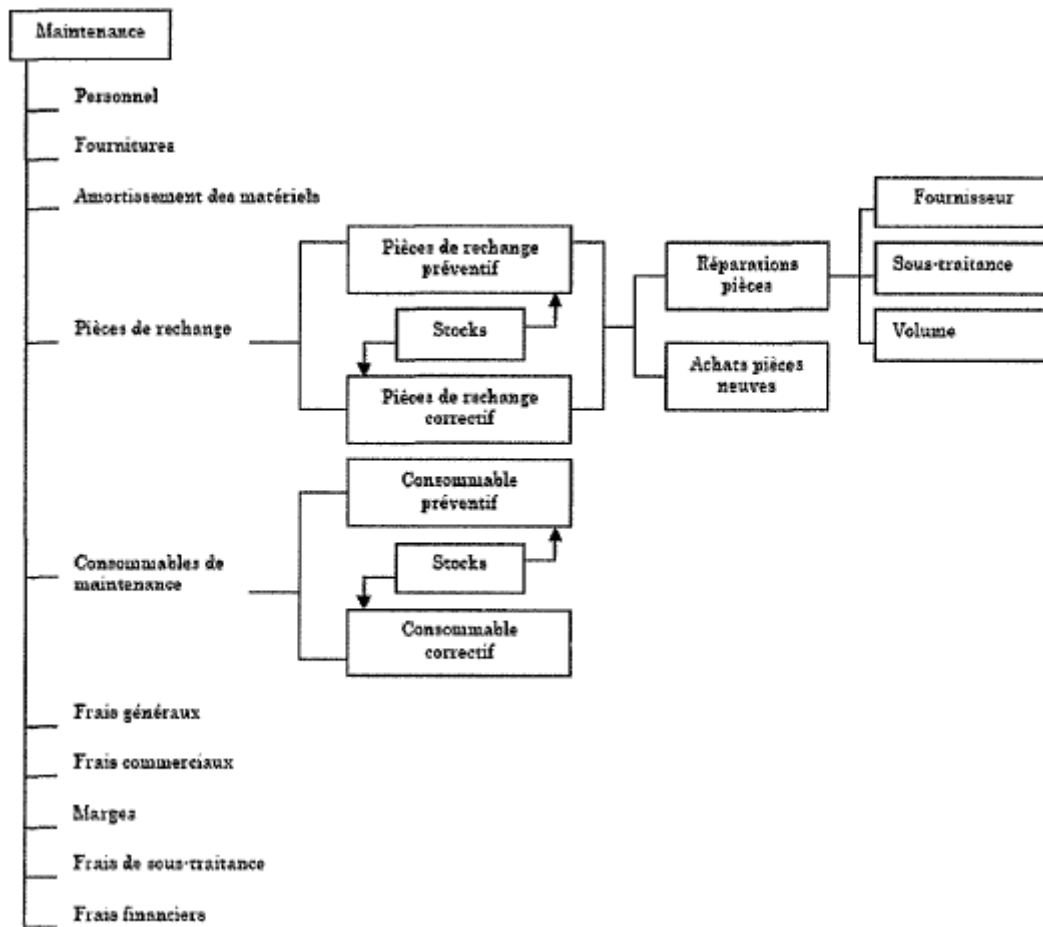 Maintenance
Personnel
Fournitures
Amortissement des matériels
Pièces de rechange
Pièces de rechange
préventif
Stocks
Pièces de rechange
correctif
Réparations
pièces
Achats pièces
neuves
Fournisseur
Sous-traitance
Volume
Consommables de
maintenance
Consommable
préventif
Stocks
Consommable
correctif
Frais généraux
Frais commerciaux
Marges
Frais de sous-traitance
Frais financiers